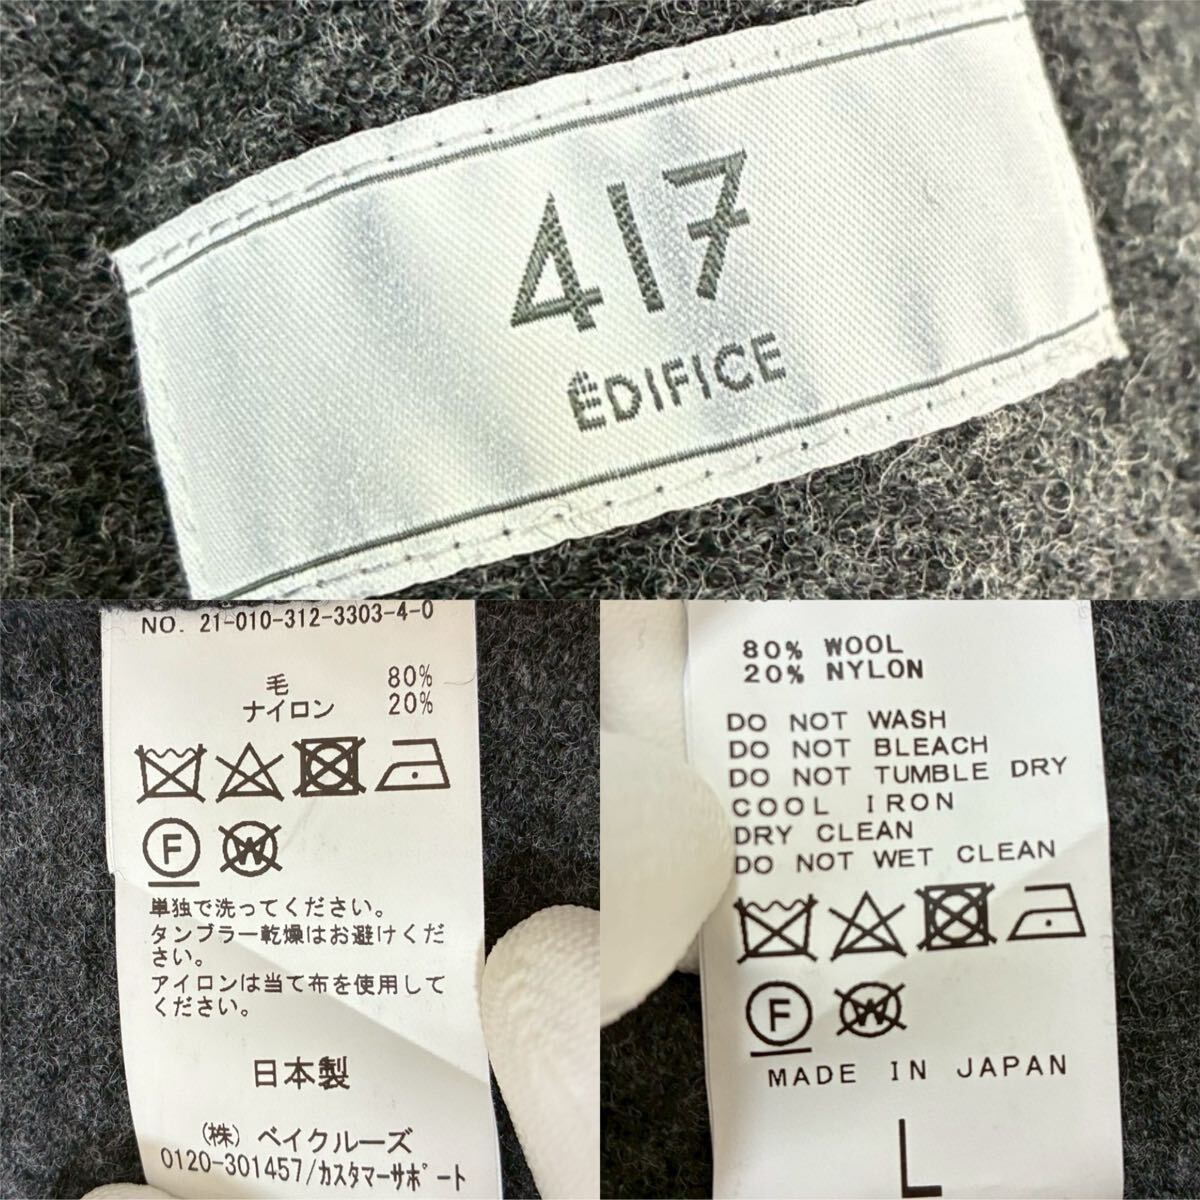 417
ÉDIFICE
NO. 21-010-312-3303-4-0
毛 80%
ナイロン 20%
F W
単独で洗ってください。
タンブラー乾燥はお避けくだ
さい。
アイロンは当て布を使用して
ください。
日本製
(株) ベイクルーズ
0120-301457/カスタマーサポート
80% WOOL
20% NYLON
DO NOT WASH
DO NOT BLEACH
DO NOT TUMBLE DRY
COOL IRON
DRY CLEAN
DO NOT WET CLEAN
F W
MADE IN JAPAN
L